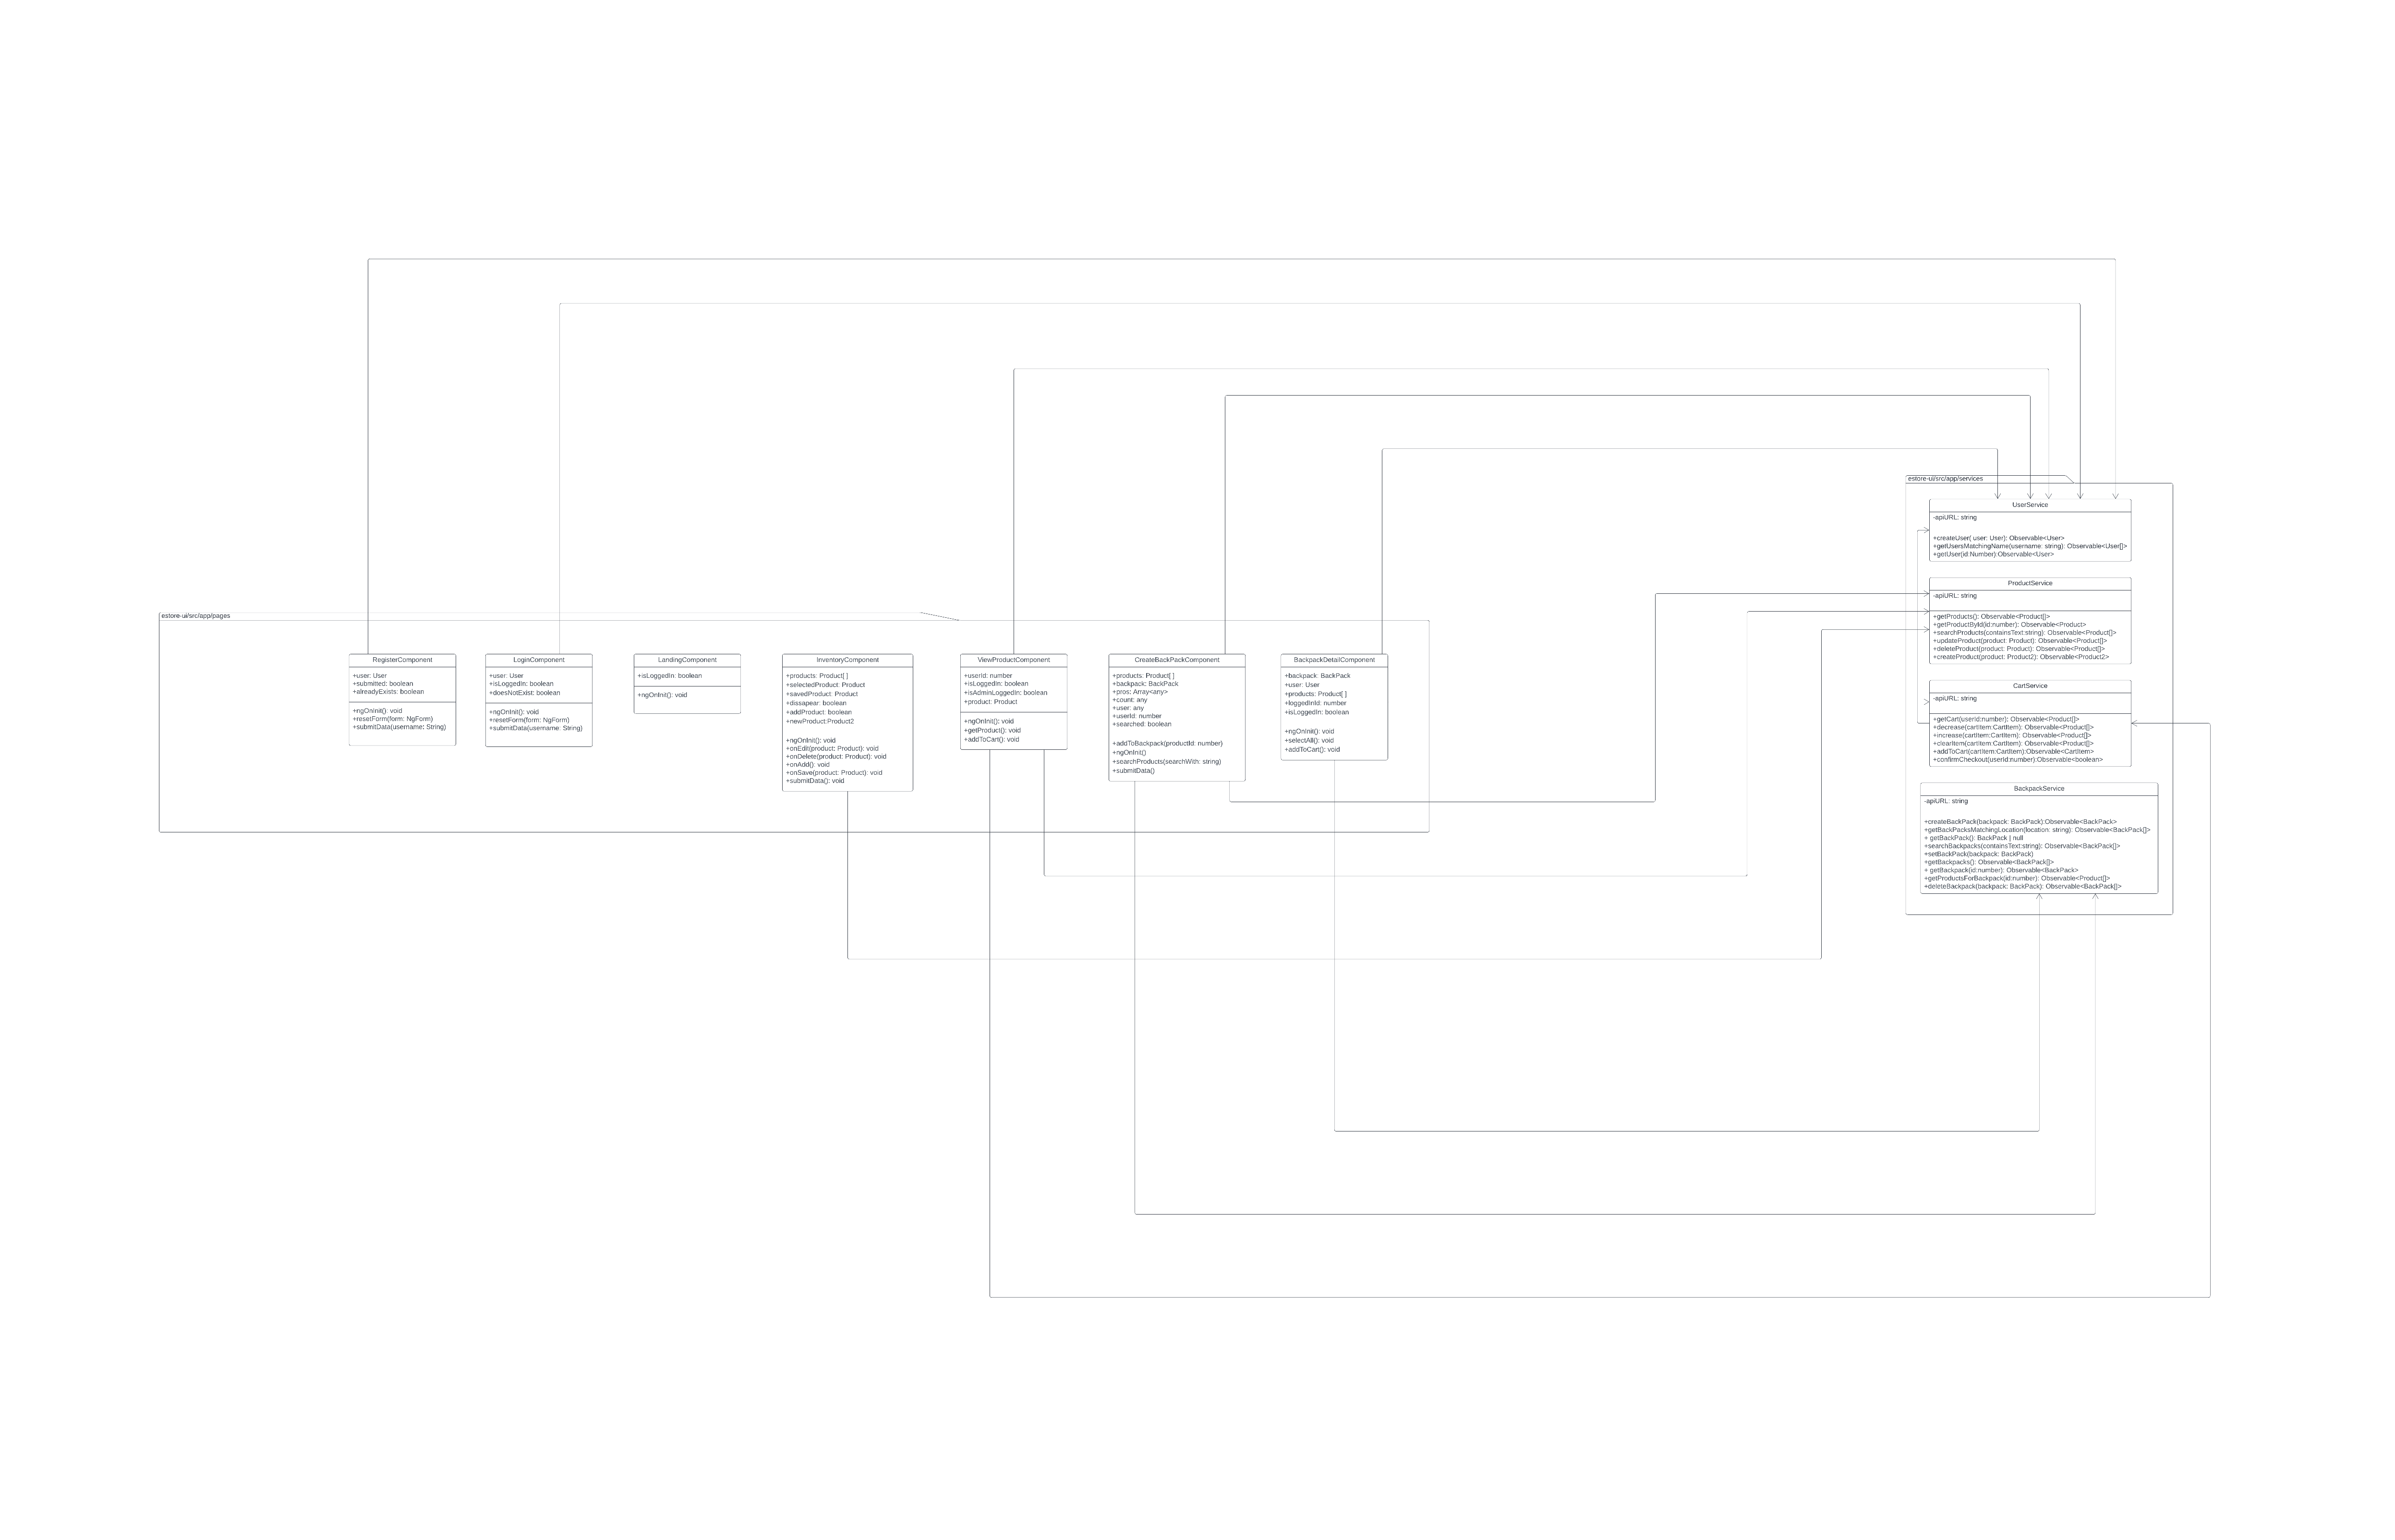 estore-ui/src/app/services
UserService
-apiURL: string
+createUser( user: User): Observable<User>
+getUsersMatchingName(username: string): Observable<User[]>
+getUser(id:Number):Observable<User>
ProductService
-apiURL: string
+getProducts(): Observable<Product[]>
+getProductById(id:number): Observable<Product>
+searchProducts(containsText:string): Observable<Product[]>
+updateProduct(product: Product): Observable<Product[]>
+deleteProduct(product: Product): Observable<Product[]>
+createProduct(product: Product2): Observable<Product2>
CartService
-apiURL: string
+getCart(userId:number): Observable<Product[]>
+decrease(cartItem:CartItem): Observable<Product[]>
+increase(cartItem:CartItem): Observable<Product[]>
+clearItem(cartItem:CartItem): Observable<Product[]>
+addToCart(cartItem:CartItem):Observable<CartItem>
+confirmCheckout(userId:number):Observable<boolean>
BackpackService
-apiURL: string
+createBackPack(backpack: BackPack):Observable<BackPack>
+getBackPacksMatchingLocation(location: string): Observable<BackPack[]>
+ getBackPack(): BackPack | null
+searchBackpacks(containsText:string): Observable<BackPack[]>
+setBackPack(backpack: BackPack)
+getBackpacks(): Observable<BackPack[]>
+ getBackpack(id:number): Observable<BackPack>
+getProductsForBackpack(id:number): Observable<Product[]>
+deleteBackpack(backpack: BackPack): Observable<BackPack[]>
estore-ui/src/app/pages
RegisterComponent
+user: User
+submitted: boolean
+alreadyExists: boolean
+ngOnInit(): void
+resetForm(form: NgForm)
+submitData(username: String)
LoginComponent
+user: User
+isLoggedIn: boolean
+doesNotExist: boolean
+ngOnInit(): void
+resetForm(form: NgForm)
+submitData(username: String)
LandingComponent
+isLoggedIn: boolean
+ngOnInit(): void
InventoryComponent
+products: Product[ ]
+selectedProduct: Product
+savedProduct: Product
+dissapear: boolean
+addProduct: boolean
+newProduct:Product2
+ngOnInit(): void
+onEdit(product: Product): void
+onDelete(product: Product): void
+onAdd(): void
+onSave(product: Product): void
+submitData(): void
ViewProductComponent
+userId: number
+isLoggedIn: boolean
+isAdminLoggedIn: boolean
+product: Product
+ngOnInit(): void
+getProduct(): void
+addToCart(): void
CreateBackPackComponent
+products: Product[ ]
+backpack: BackPack
+pros: Array<any>
+count: any
+user: any
+userId: number
+searched: boolean
+addToBackpack(productId: number)
+ngOnInit()
+searchProducts(searchWith: string)
+submitData()
BackpackDetailComponent
+backpack: BackPack
+user: User
+products: Product[ ]
+loggedInId: number
+isLoggedIn: boolean
+ngOnInit(): void
+selectAll(): void
+addToCart(): void